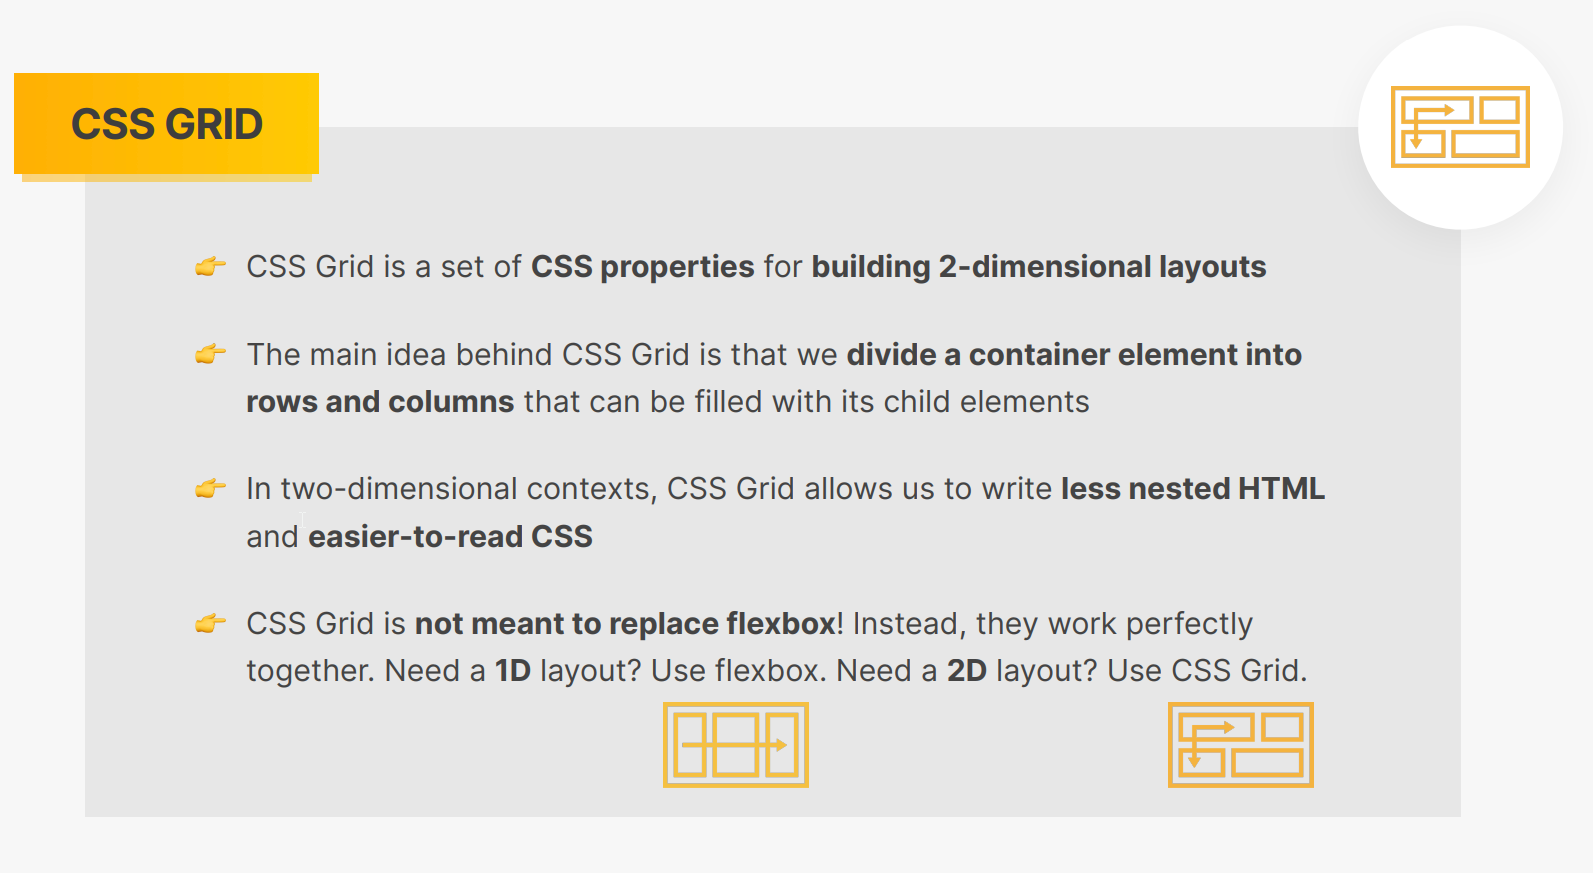 CSS GRID
👉 CSS Grid is a set of CSS properties for building 2-dimensional layouts
👉 The main idea behind CSS Grid is that we divide a container element into
rows and columns that can be filled with its child elements
👉 In two-dimensional contexts, CSS Grid allows us to write less nested HTML
and easier-to-read CSS
👉 CSS Grid is not meant to replace flexbox! Instead, they work perfectly
together. Need a 1D layout? Use flexbox. Need a 2D layout? Use CSS Grid.